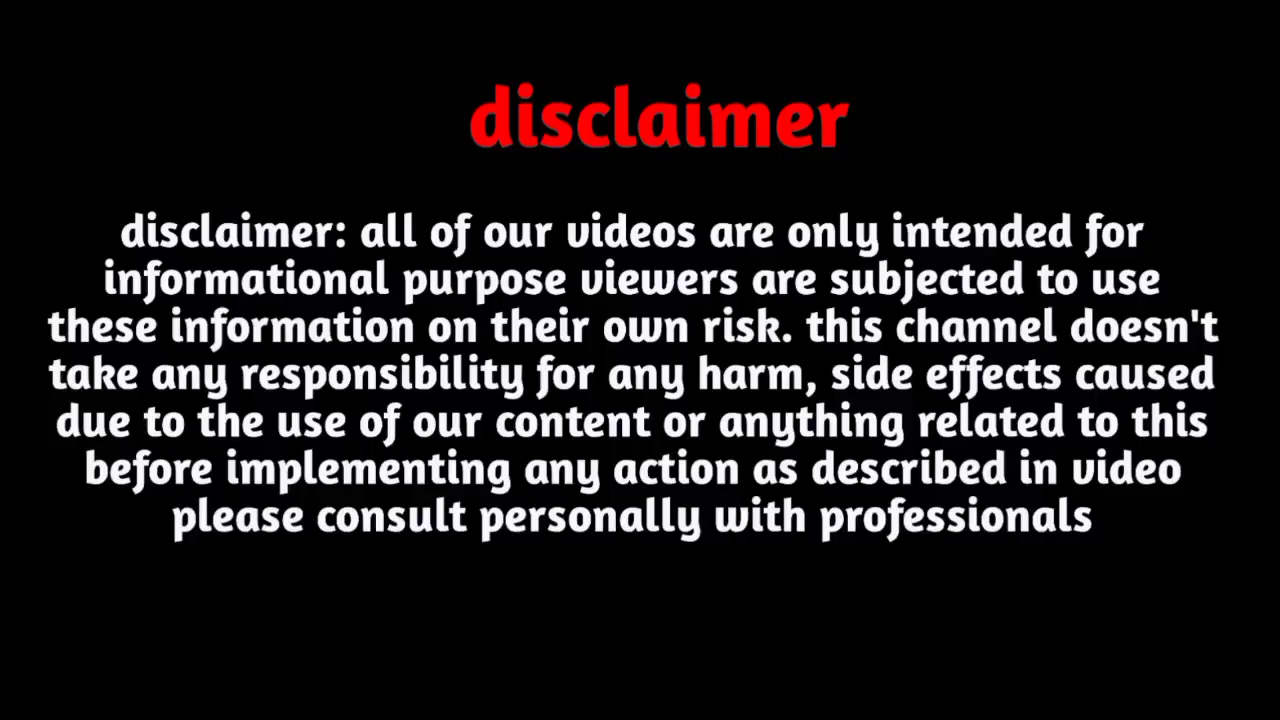 disclaimer
disclaimer: all of our videos are only intended for
informational purpose viewers are subjected to use
these information on their own risk. this channel doesn't
take any responsibility for any harm, side effects caused
due to the use of our content or anything related to this
before implementing any action as described in video
please consult personally with professionals